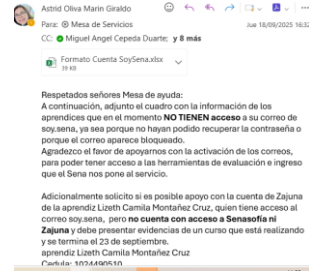 Astrid Oliva Marin Giraldo
Para: Mesa de Servicios
Jue 18/09/2025 16:32
CC: Miguel Angel Cepeda Duarte; y 8 más
Formato Cuenta SoySena.xlsx
39 KB
Respetados señores Mesa de ayuda:
A continuación, adjunto el cuadro con la información de los
aprendices que en el momento NO TIENEN acceso a su correo de
soy.sena, ya sea porque no hayan podido recuperar la contraseña o
porque el correo aparece bloqueado.
Agradezco el favor de apoyarnos con la activación de los correos,
para poder tener acceso a las herramientas de evaluación e ingreso
que el Sena nos pone al servicio.
Adicionalmente solicito si es posible apoyo con la cuenta de Zajuna
de la aprendiz Lizeth Camila Montañez Cruz, quien tiene acceso al
correo soy.sena, pero no cuenta con acceso a Senasofia ni
Zajuna y debe presentar evidencias de un curso que está realizando
y se termina el 23 de septiembre.
aprendiz Lizeth Camila Montañez Cruz
Cedula: 1024490510